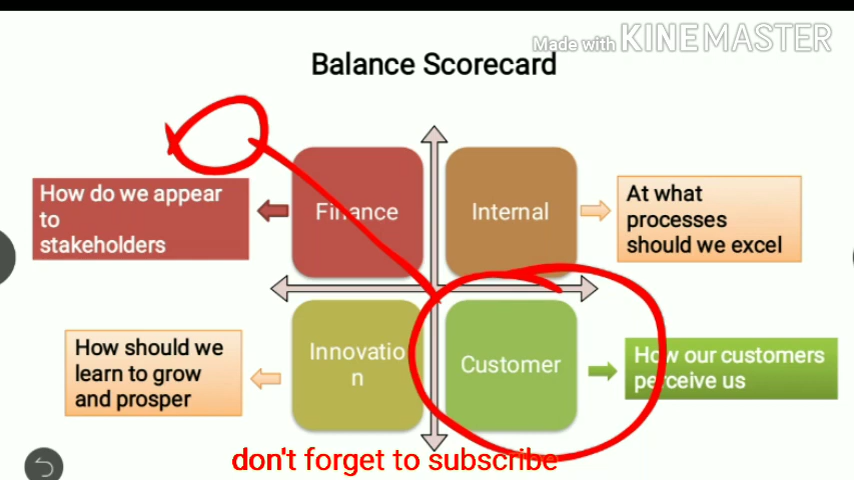 Made with KINEMASTER
Balance Scorecard
How do we appear
to
stakeholders
Finance
Internal
At what
processes
should we excel
How should we
learn to grow
and prosper
Innovatio
n
Customer
How our customers
perceive us
don't forget to subscribe